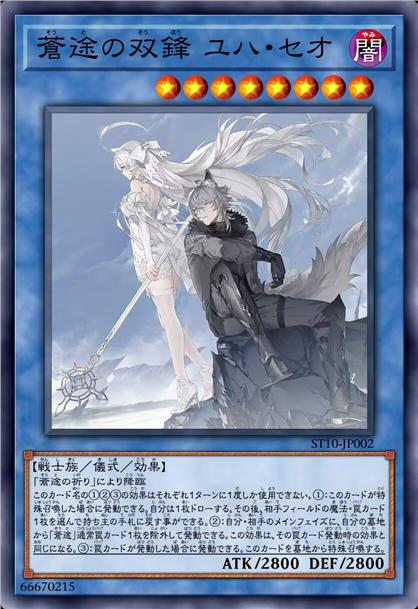 蒼途の双鋒 ユハ・セオ
闇
ST10-JP002
【戦士族／儀式／効果】
「蒼途の祈り」により降臨
このカード名の①②③の効果はそれぞれ1ターンに1度しか使用できない。①：このカードが特
殊召喚した場合に発動できる。自分は1枚ドローする。その後、相手フィールドの魔法・罠カード
1枚を選んで持ち主の手札に戻す事ができる。②：自分・相手のメインフェイズに、自分の墓地
から「蒼途」通常罠カード1枚を除外して発動できる。この効果は、その罠カード発動時の効果と
同じになる。③：罠カードが発動した場合に発動できる。このカードを墓地から特殊召喚する。
ATK/2800 DEF/2800
66670215